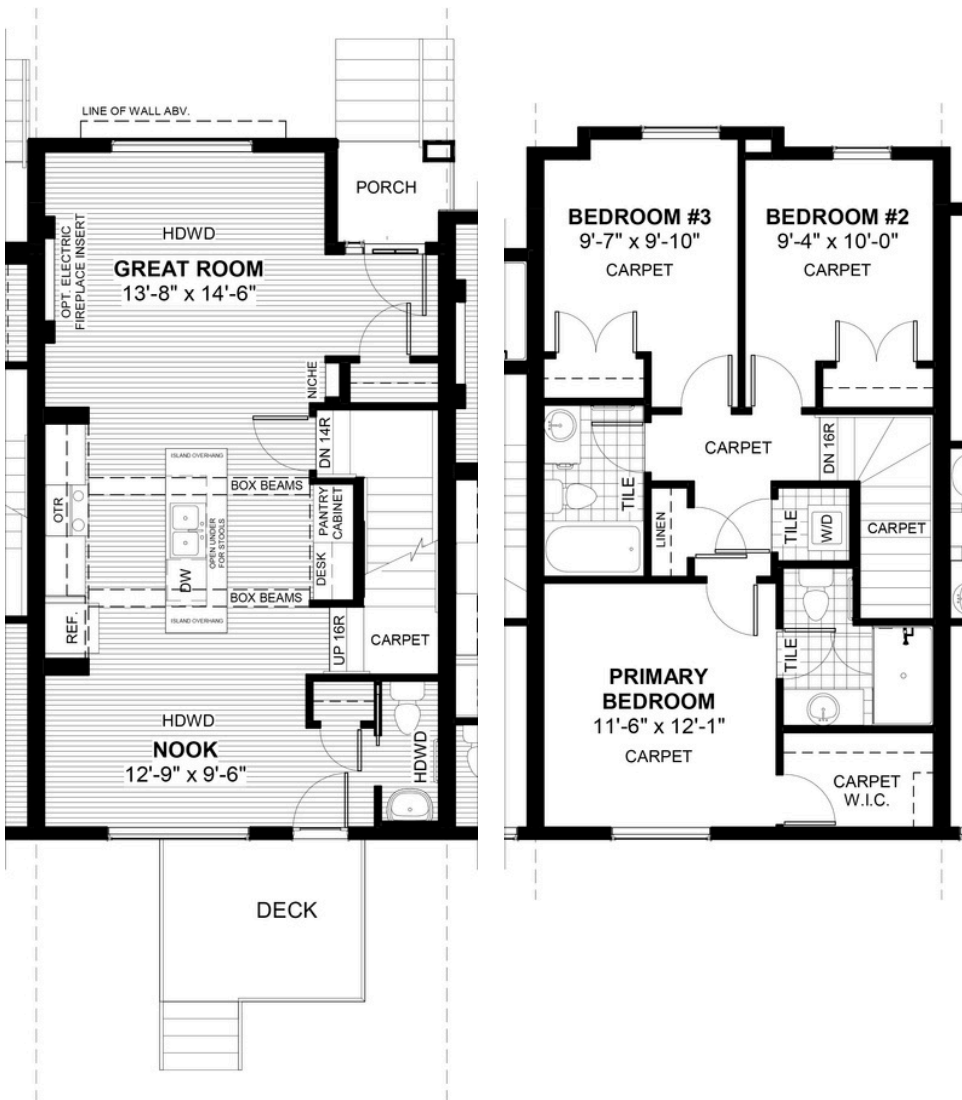 LINE OF WALL ABV.
PORCH
HDWD
GREAT ROOM
13'-8" x 14'-6"
OPT. ELECTRIC
FIREPLACE INSERT
NICHE
DN 14R
ISLAND OVERHANG
BOX BEAMS
OTR
PANTRY
CABINET
DESK
OPEN UNDER
FOR STOOLS
DW
BOX BEAMS
ISLAND OVERHANG
REF.
UP 16R
CARPET
HDWD
NOOK
12'-9" x 9'-6"
HDWD
DECK
BEDROOM #3
9'-7" x 9'-10"
CARPET
BEDROOM #2
9'-4" x 10'-0"
CARPET
CARPET
DN 16R
TILE
LINEN
TILE
W/D
CARPET
TILE
PRIMARY
BEDROOM
11'-6" x 12'-1"
CARPET
CARPET
W.I.C.